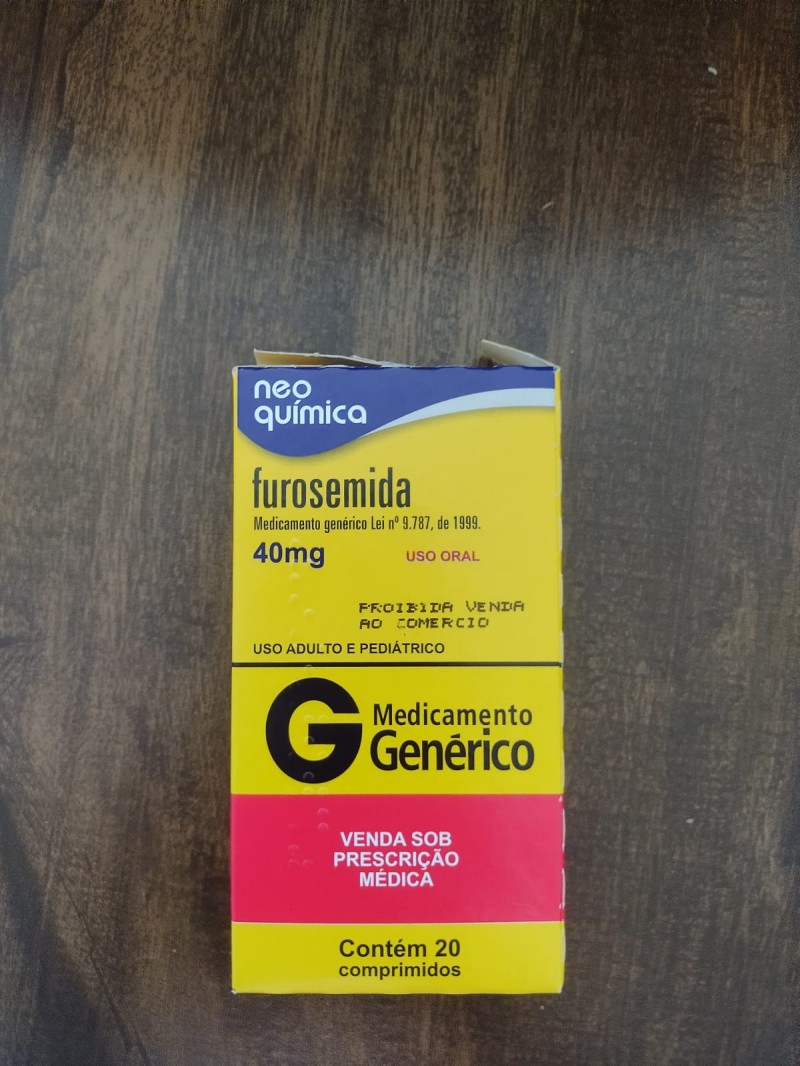 neo
química
furosemida
Medicamento genérico Lei nº 9.787, de 1999.
40mg USO ORAL
PROIBIDA VENDA
AO COMERCIO
USO ADULTO E PEDIÁTRICO
G Medicamento
Genérico
VENDA SOB
PRESCRIÇÃO
MÉDICA
Contém 20
comprimidos